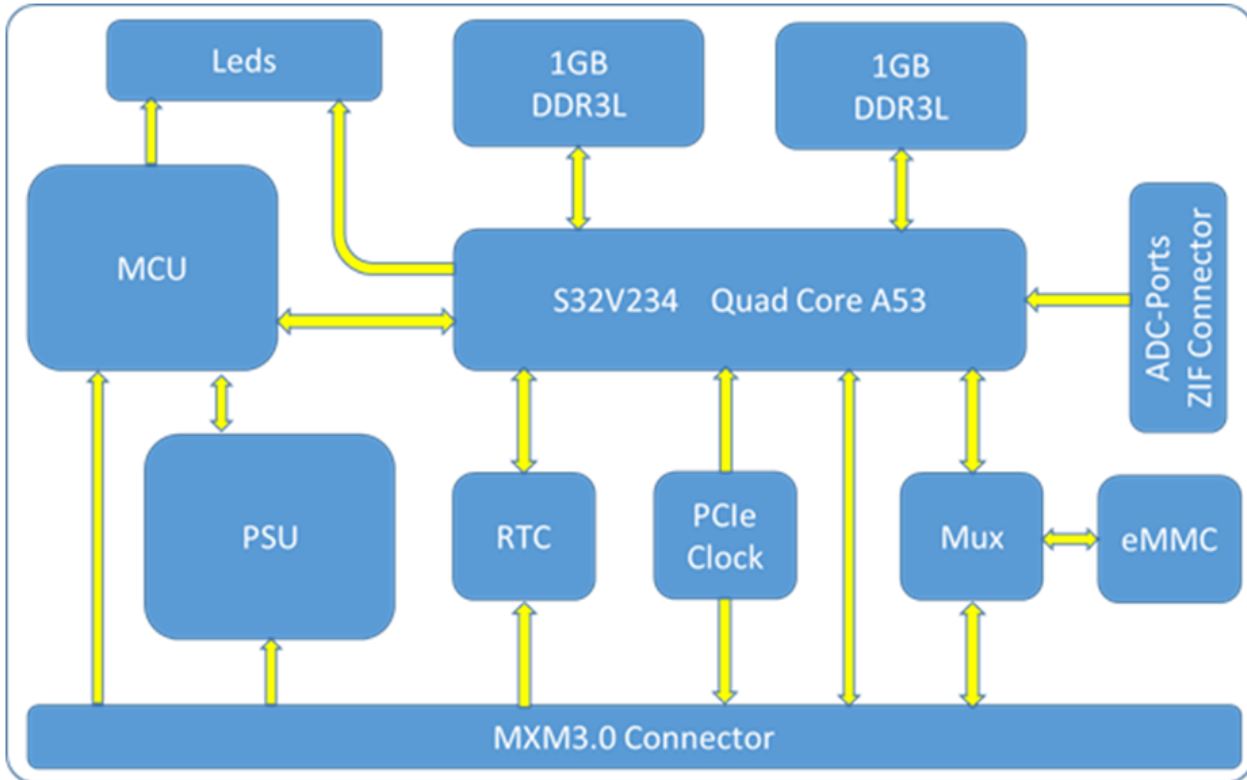 Leds
1GB
DDR3L
1GB
DDR3L
MCU
S32V234 Quad Core A53
ADC-Ports
ZIF Connector
PSU
RTC
PCIe
Clock
Mux
eMMC
MXM3.0 Connector